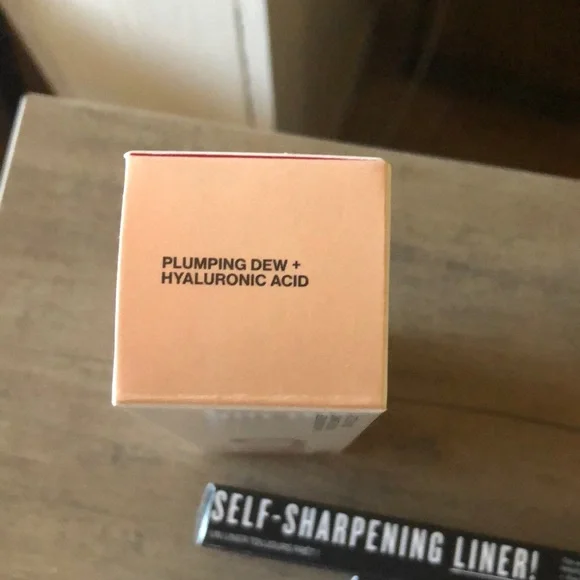 PLUMPING DEW +
HYALURONIC ACID
SELF-SHARPENING LINER!